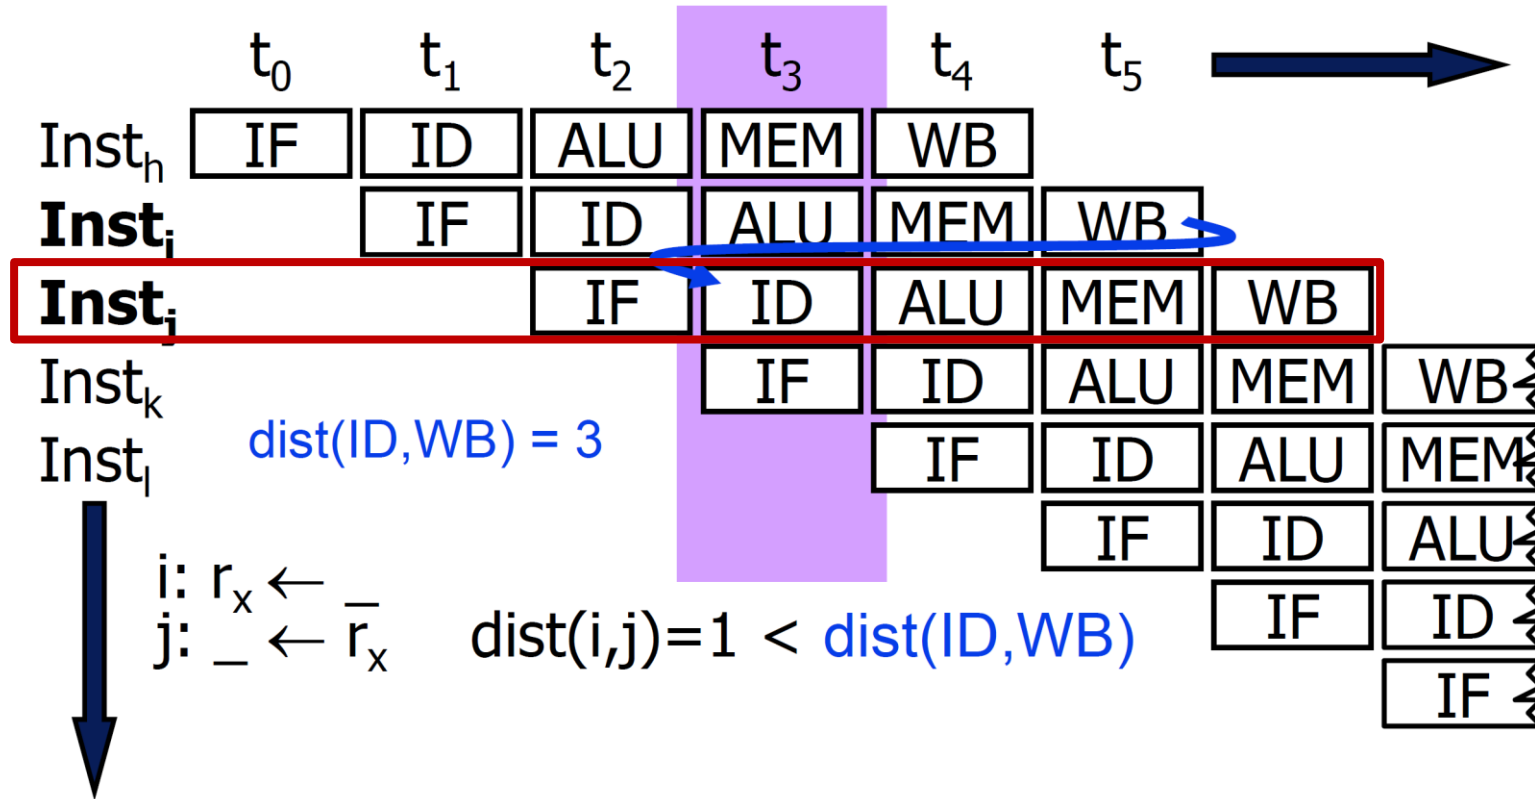 t₀ t₁ t₂ t₃ t₄ t₅
Instₕ IF ID ALU MEM WB
Instᵢ IF ID ALU MEM WB
Instⱼ IF ID ALU MEM WB
Instₖ IF ID ALU MEM WB
dist(ID,WB) = 3
Instₗ IF ID ALU MEM
IF ID ALU
i: rₓ ← _
IF ID
j: _ ← rₓ dist(i,j)=1 < dist(ID,WB)
IF